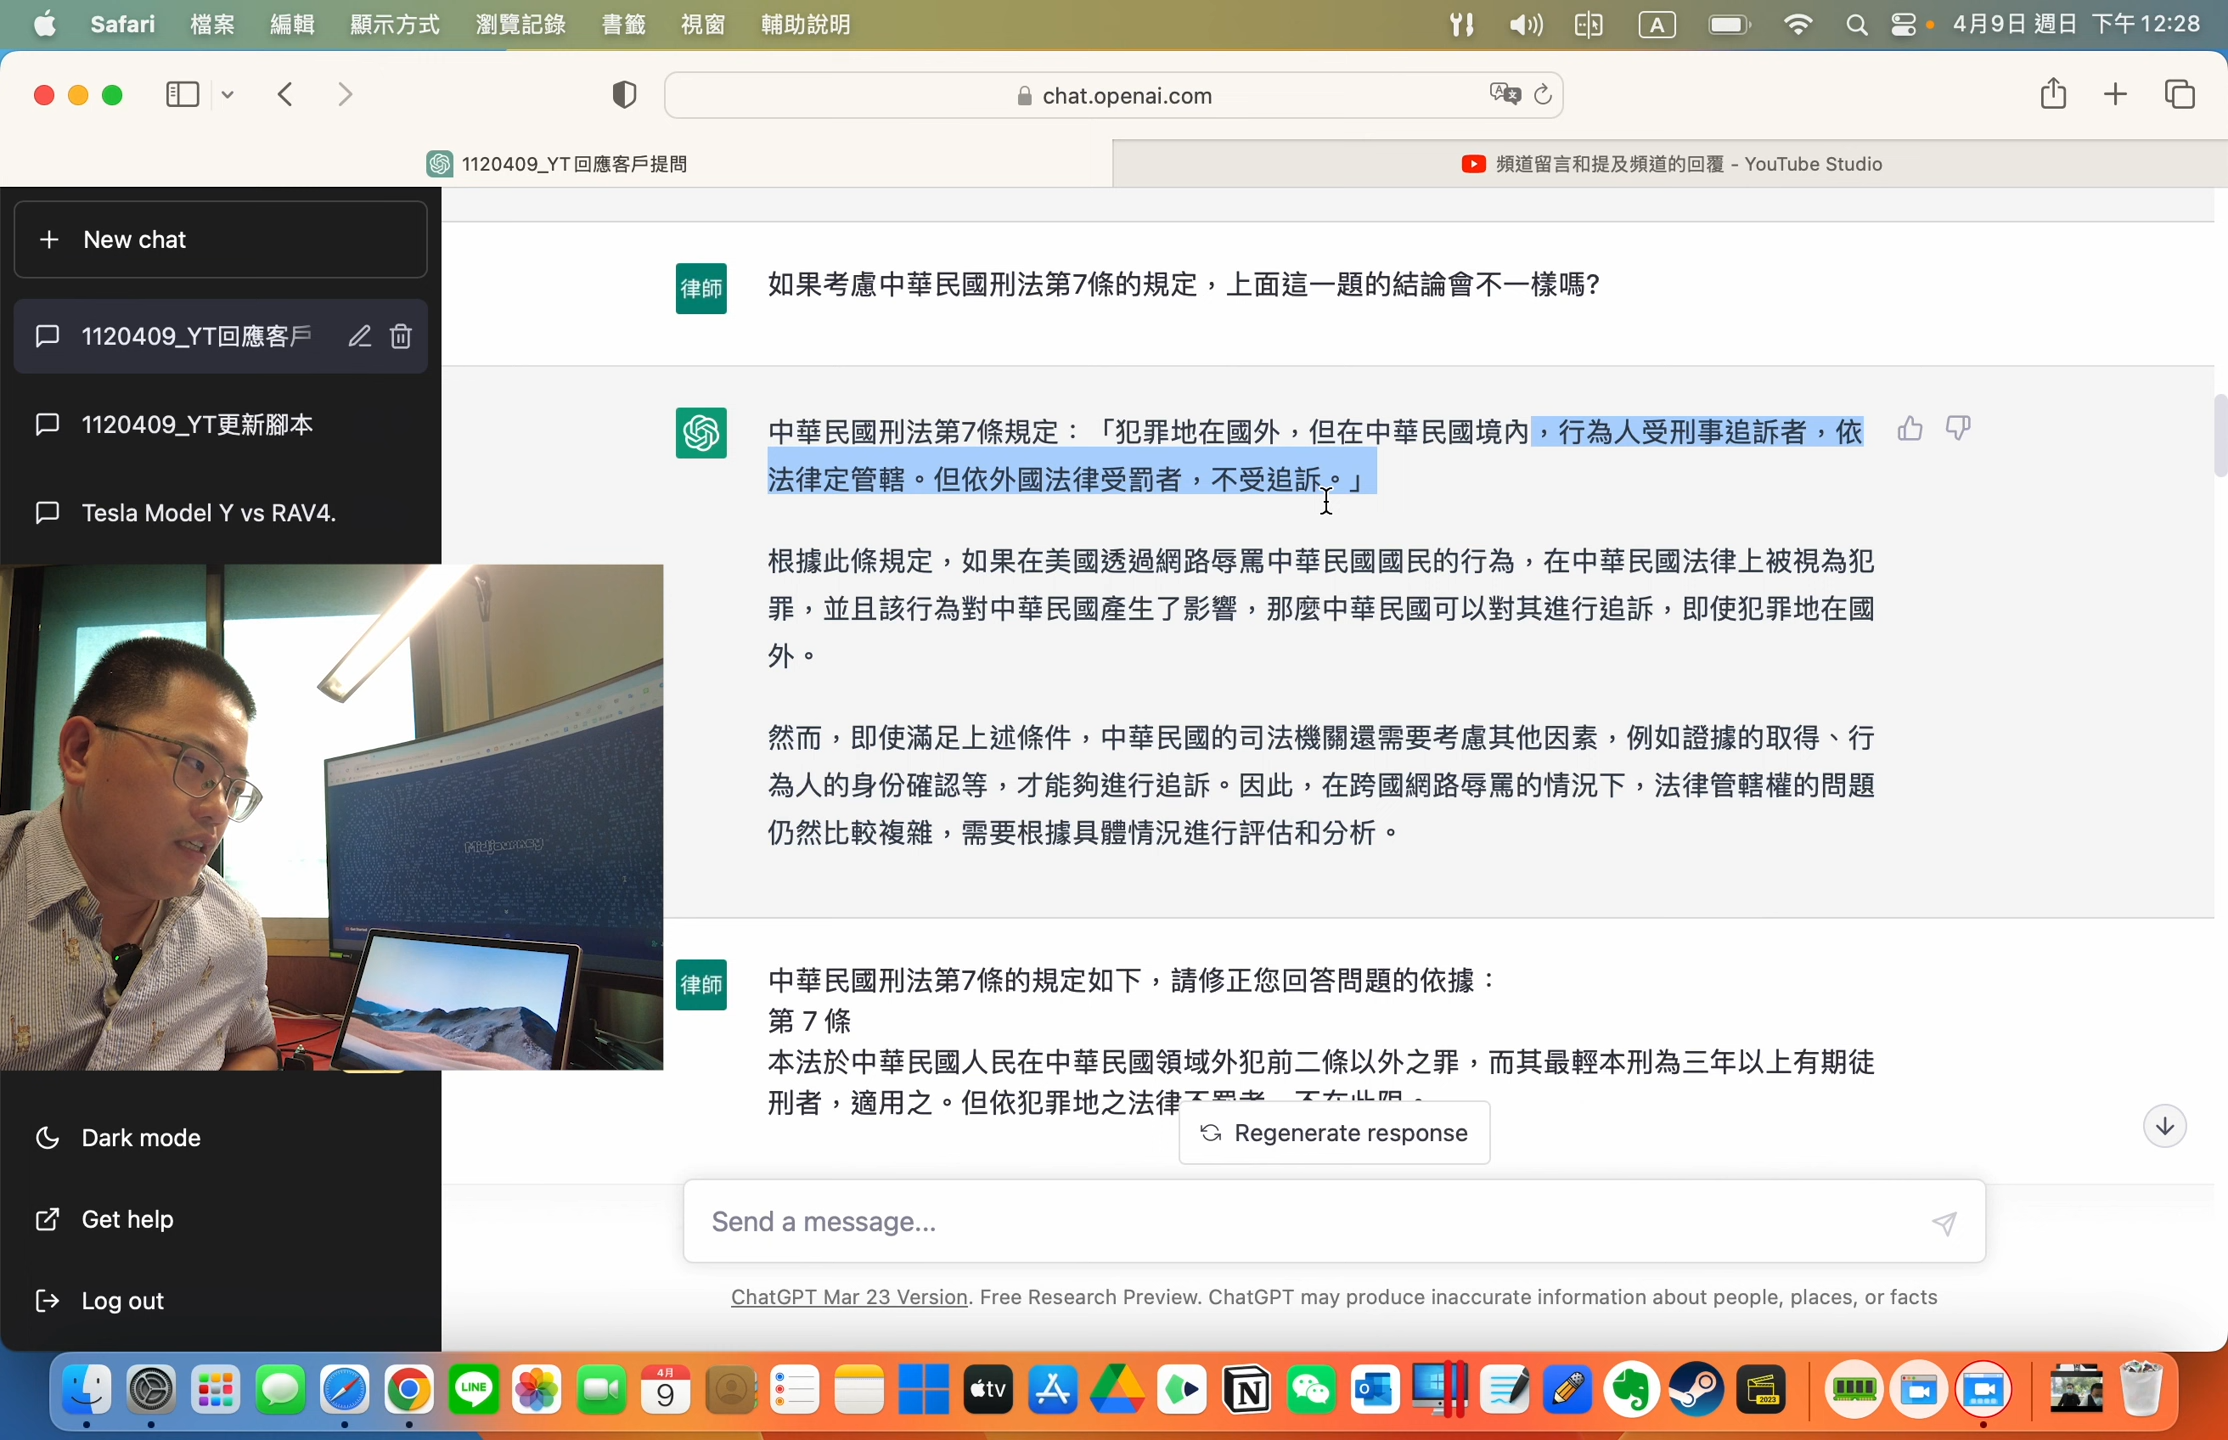 Safari 檔案 編輯 顯示方式 瀏覽記錄 書籤 視窗 輔助說明 A 4月9日 週日 下午12:28
chat.openai.com
1120409_YT回應客戶提問
頻道留言和提及頻道的回覆 - YouTube Studio
New chat
1120409_YT回應客戶
1120409_YT更新腳本
Tesla Model Y vs RAV4.
律師
如果考慮中華民國刑法第7條的規定，上面這一題的結論會不一樣嗎?
中華民國刑法第7條規定：「犯罪地在國外，但在中華民國境內，行為人受刑事追訴者，依
法律定管轄。但依外國法律受罰者，不受追訴。」
根據此條規定，如果在美國透過網路辱罵中華民國國民的行為，在中華民國法律上被視為犯
罪，並且該行為對中華民國產生了影響，那麼中華民國可以對其進行追訴，即使犯罪地在國
外。
然而，即使滿足上述條件，中華民國的司法機關還需要考慮其他因素，例如證據的取得、行
為人的身份確認等，才能夠進行追訴。因此，在跨國網路辱罵的情況下，法律管轄權的問題
仍然比較複雜，需要根據具體情況進行評估和分析。
Midjourney
律師
中華民國刑法第7條的規定如下，請修正您回答問題的依據：
第 7 條
本法於中華民國人民在中華民國領域外犯前二條以外之罪，而其最輕本刑為三年以上有期徒
刑者，適用之。但依犯罪地之法律不罰者，不在此限。
Regenerate response
Dark mode
Get help
Log out
Send a message...
ChatGPT Mar 23 Version. Free Research Preview. ChatGPT may produce inaccurate information about people, places, or facts
LINE
4月
9
tv
N
2023